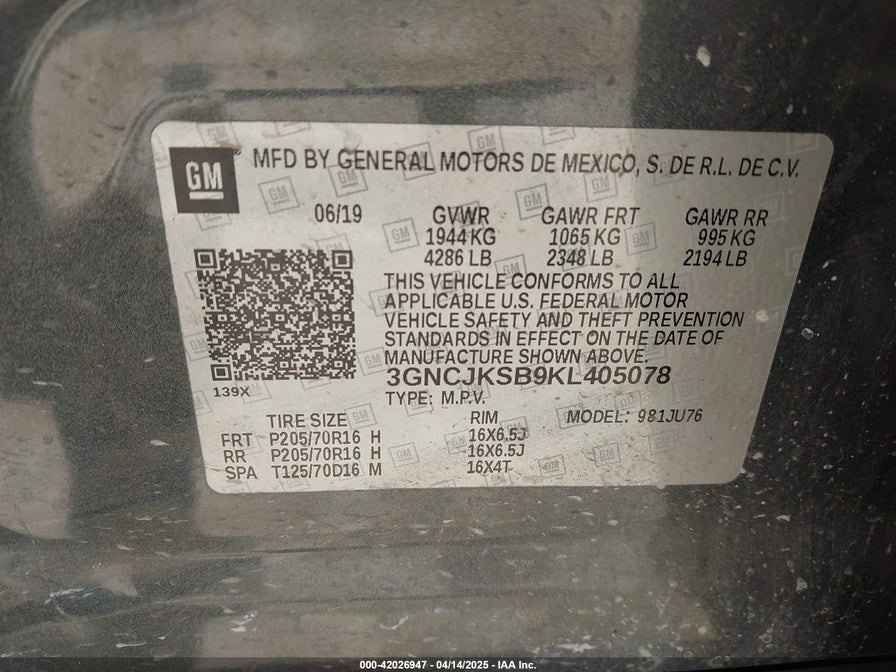 GM
MFD BY GENERAL MOTORS DE MEXICO, S. DE R.L. DE C.V.
06/19 GVWR GAWR FRT GAWR RR
1944 KG 1065 KG 995 KG
4286 LB 2348 LB 2194 LB
THIS VEHICLE CONFORMS TO ALL
APPLICABLE U.S. FEDERAL MOTOR
VEHICLE SAFETY AND THEFT PREVENTION
STANDARDS IN EFFECT ON THE DATE OF
MANUFACTURE SHOWN ABOVE.
3GNCJKSB9KL405078
139X
TYPE: M.P.V.
TIRE SIZE RIM MODEL: 981JU76
FRT P205/70R16 H 16X6.5J
RR P205/70R16 H 16X6.5J
SPA T125/70D16 M 16X4T
000-42026947 - 04/14/2025 - IAA Inc.